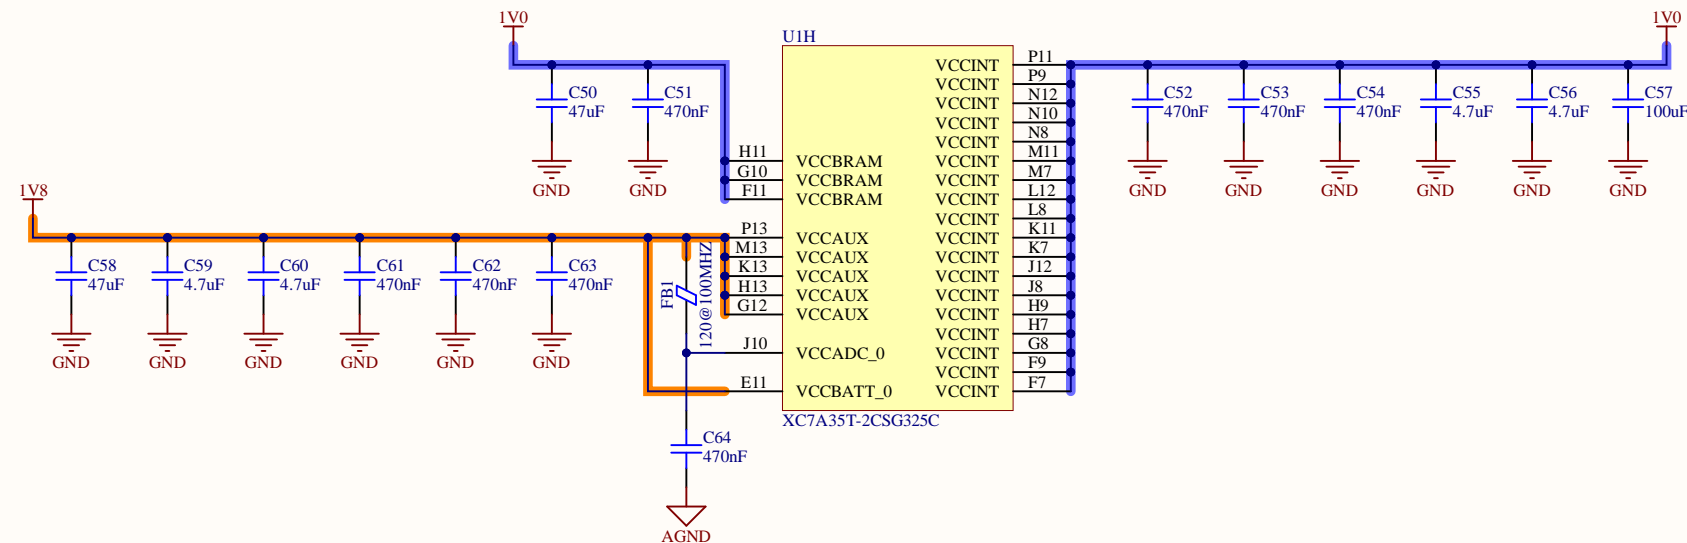 1V0
1V0
U1H
C50
47uF
C51
470nF
GND
GND
H11 VCCBRAM
G10 VCCBRAM
F11 VCCBRAM
P13 VCCAUX
M13 VCCAUX
K13 VCCAUX
H13 VCCAUX
G12 VCCAUX
J10 VCCADC_0
E11 VCCBATT_0
VCCINT P11
VCCINT P9
VCCINT N12
VCCINT N10
VCCINT N8
VCCINT M11
VCCINT M7
VCCINT L12
VCCINT L8
VCCINT K11
VCCINT K7
VCCINT J12
VCCINT J8
VCCINT H9
VCCINT H7
VCCINT G8
VCCINT F9
VCCINT F7
XC7A35T-2CSG325C
C52
470nF
C53
470nF
C54
470nF
C55
4.7uF
C56
4.7uF
C57
100uF
GND
GND
GND
GND
GND
GND
1V8
C58
47uF
C59
4.7uF
C60
4.7uF
C61
470nF
C62
470nF
C63
470nF
GND
GND
GND
GND
GND
GND
FB1
120@100MHZ
C64
470nF
AGND